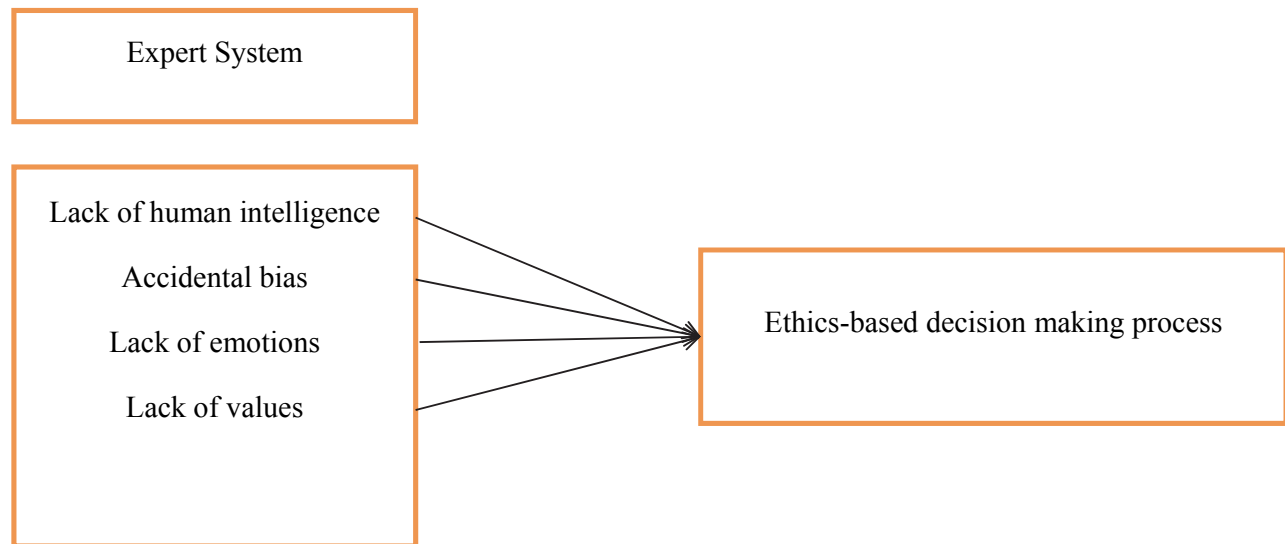 Expert System
Lack of human intelligence
Accidental bias
Lack of emotions
Lack of values
Ethics-based decision making process